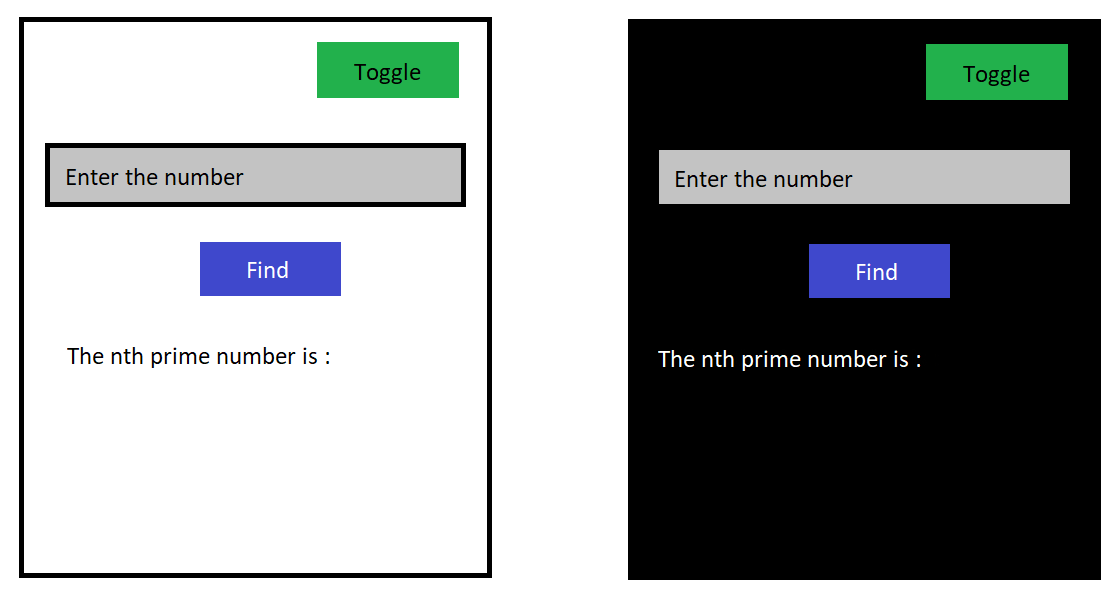 Toggle
Enter the number
Find
The nth prime number is :
Toggle
Enter the number
Find
The nth prime number is :